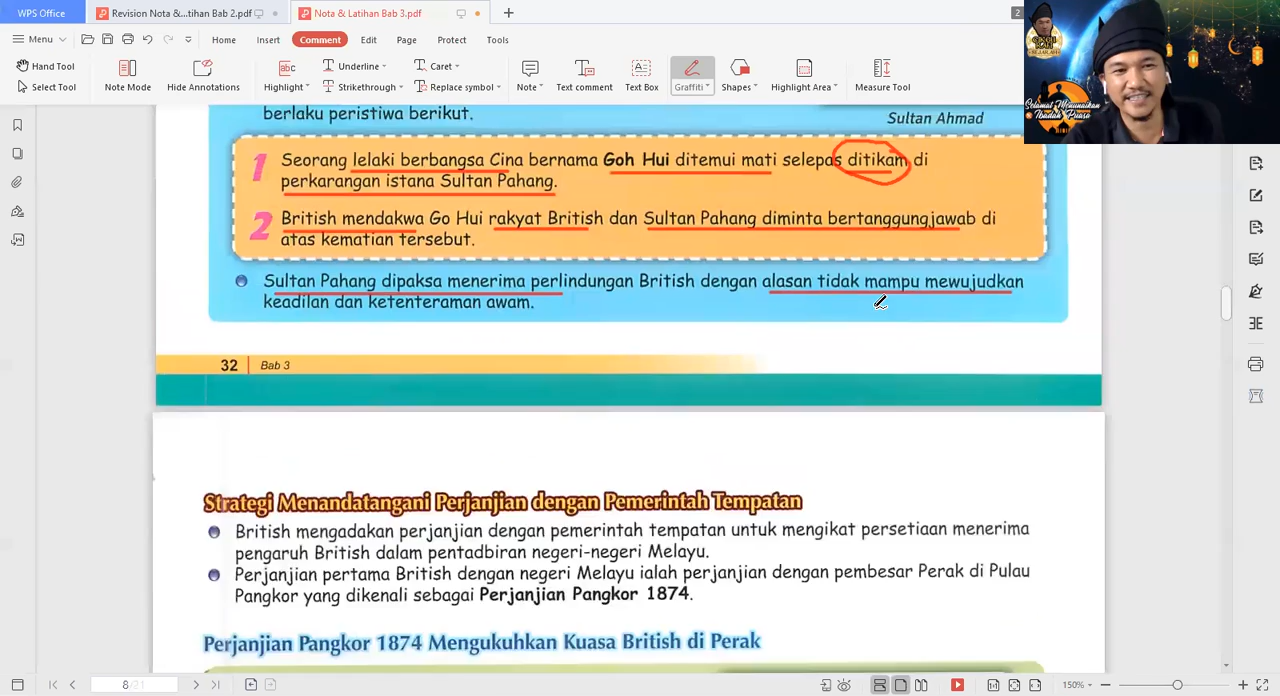 WPS Office
Revision Nota &...tihan Bab 2.pdf
Nota & Latihan Bab 3.pdf
2
Menu
Home
Insert
Comment
Edit
Page
Protect
Tools
Hand Tool
Select Tool
Note Mode
Hide Annotations
Highlight
Underline
Strikethrough
Caret
Replace symbol
Note
Text comment
Text Box
Graffiti
Shapes
Highlight Area
Measure Tool
Selamat Menunaikan
Ibadah Puasa
berlaku peristiwa berikut.
Sultan Ahmad
1 Seorang lelaki berbangsa Cina bernama Goh Hui ditemui mati selepas ditikam di
perkarangan istana Sultan Pahang.
2 British mendakwa Go Hui rakyat British dan Sultan Pahang diminta bertanggungjawab di
atas kematian tersebut.
Sultan Pahang dipaksa menerima perlindungan British dengan alasan tidak mampu mewujudkan
keadilan dan ketenteraman awam.
32 Bab 3
Strategi Menandatangani Perjanjian dengan Pemerintah Tempatan
British mengadakan perjanjian dengan pemerintah tempatan untuk mengikat persetiaan menerima
pengaruh British dalam pentadbiran negeri-negeri Melayu.
Perjanjian pertama British dengan negeri Melayu ialah perjanjian dengan pembesar Perak di Pulau
Pangkor yang dikenali sebagai Perjanjian Pangkor 1874.
Perjanjian Pangkor 1874 Mengukuhkan Kuasa British di Perak
150%